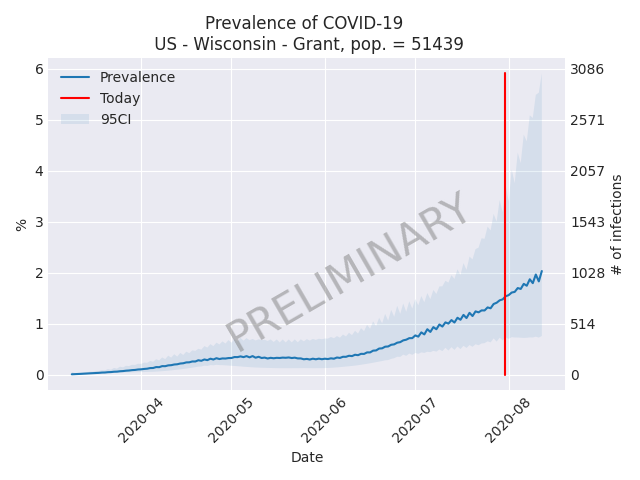 Prevalence of COVID-19
US - Wisconsin - Grant, pop. = 51439
6
5
4
3
2
1
0
%
Prevalence
Today
95CI
PRELIMINARY
3086
2571
2057
1543
1028
514
0
# of infections
2020-04
2020-05
2020-06
2020-07
2020-08
Date